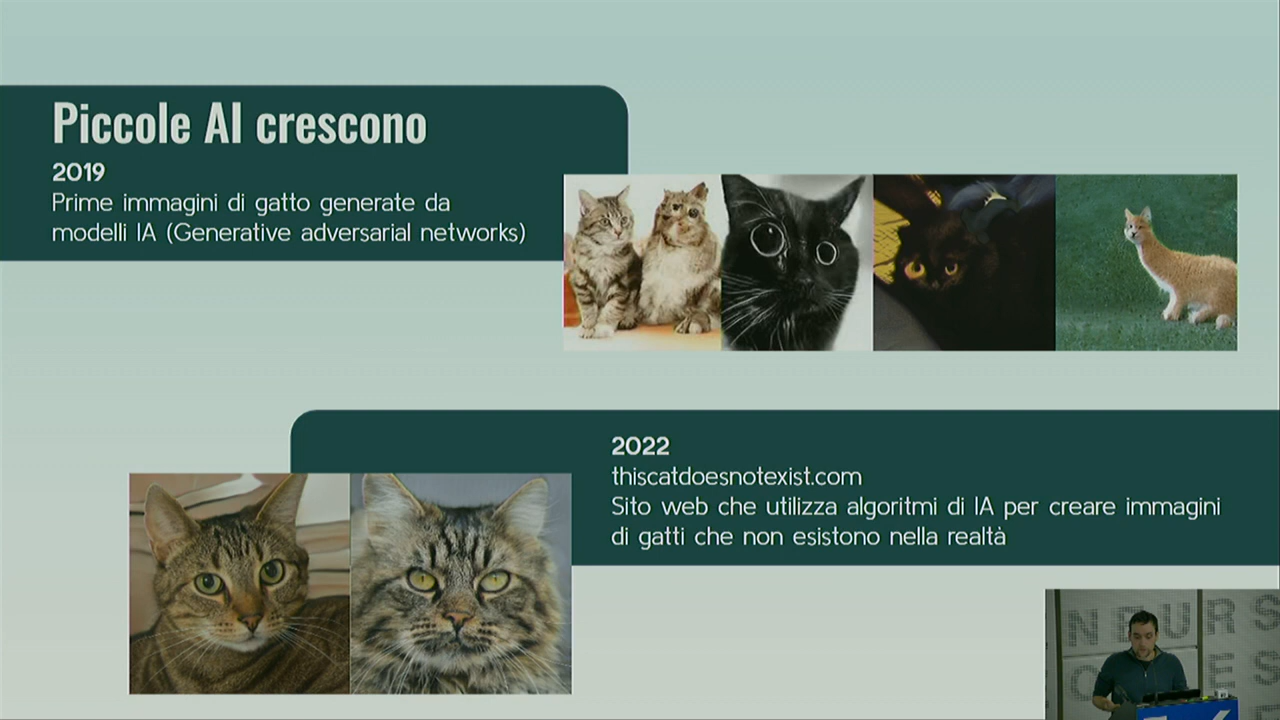 Piccole AI crescono
2019
Prime immagini di gatto generate da
modelli IA (Generative adversarial networks)
2022
thiscatdoesnotexist.com
Sito web che utilizza algoritmi di IA per creare immagini
di gatti che non esistono nella realtà